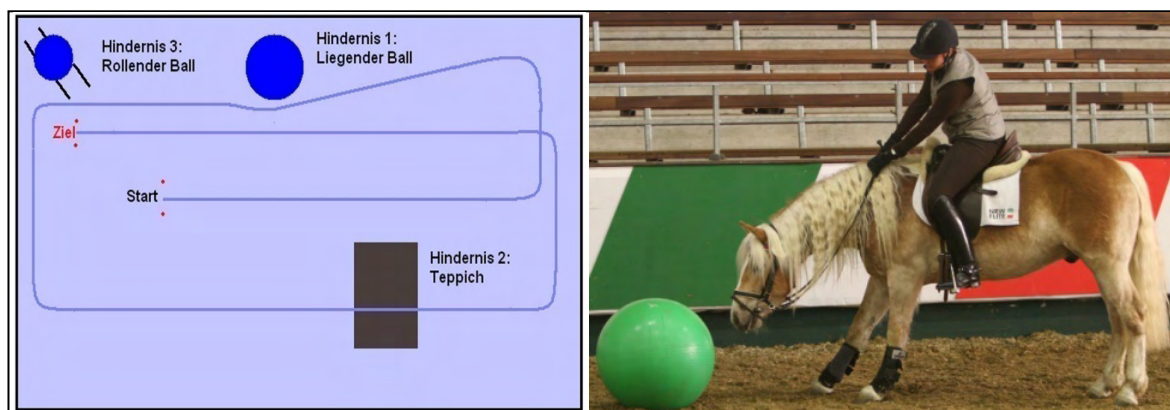 Hindernis 3:
Rollender Ball
Hindernis 1:
Liegender Ball
Ziel
Start
Hindernis 2:
Teppich